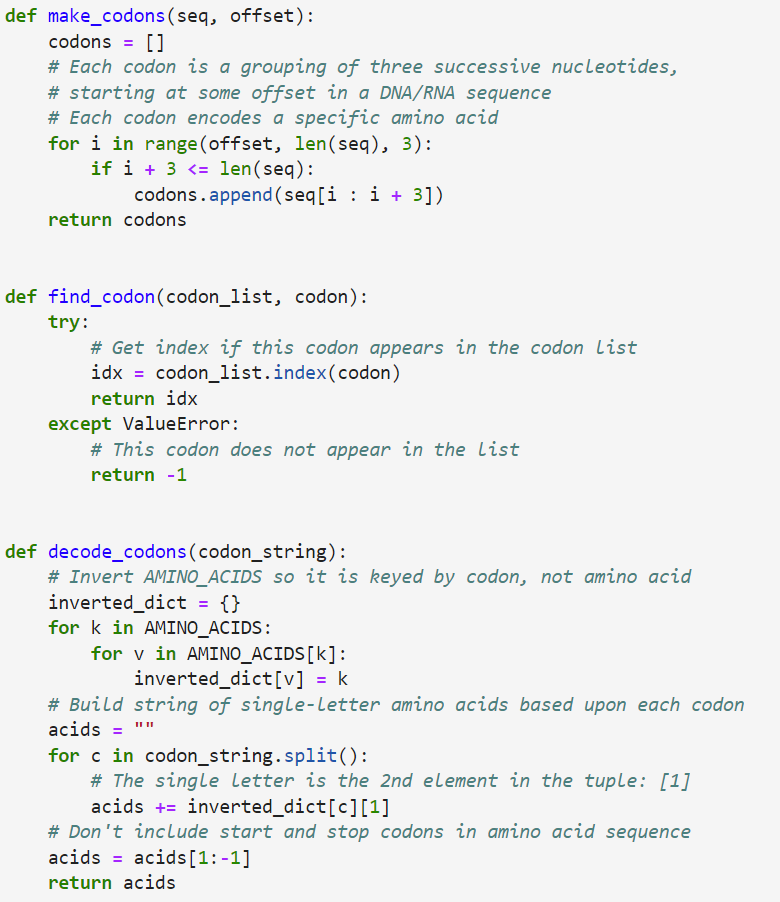 def make_codons(seq, offset):
    codons = []
    # Each codon is a grouping of three successive nucleotides,
    # starting at some offset in a DNA/RNA sequence
    # Each codon encodes a specific amino acid
    for i in range(offset, len(seq), 3):
        if i + 3 <= len(seq):
            codons.append(seq[i : i + 3])
    return codons


def find_codon(codon_list, codon):
    try:
        # Get index if this codon appears in the codon list
        idx = codon_list.index(codon)
        return idx
    except ValueError:
        # This codon does not appear in the list
        return -1


def decode_codons(codon_string):
    # Invert AMINO_ACIDS so it is keyed by codon, not amino acid
    inverted_dict = {}
    for k in AMINO_ACIDS:
        for v in AMINO_ACIDS[k]:
            inverted_dict[v] = k
    # Build string of single-letter amino acids based upon each codon
    acids = ""
    for c in codon_string.split():
        # The single letter is the 2nd element in the tuple: [1]
        acids += inverted_dict[c][1]
    # Don't include start and stop codons in amino acid sequence
    acids = acids[1:-1]
    return acids